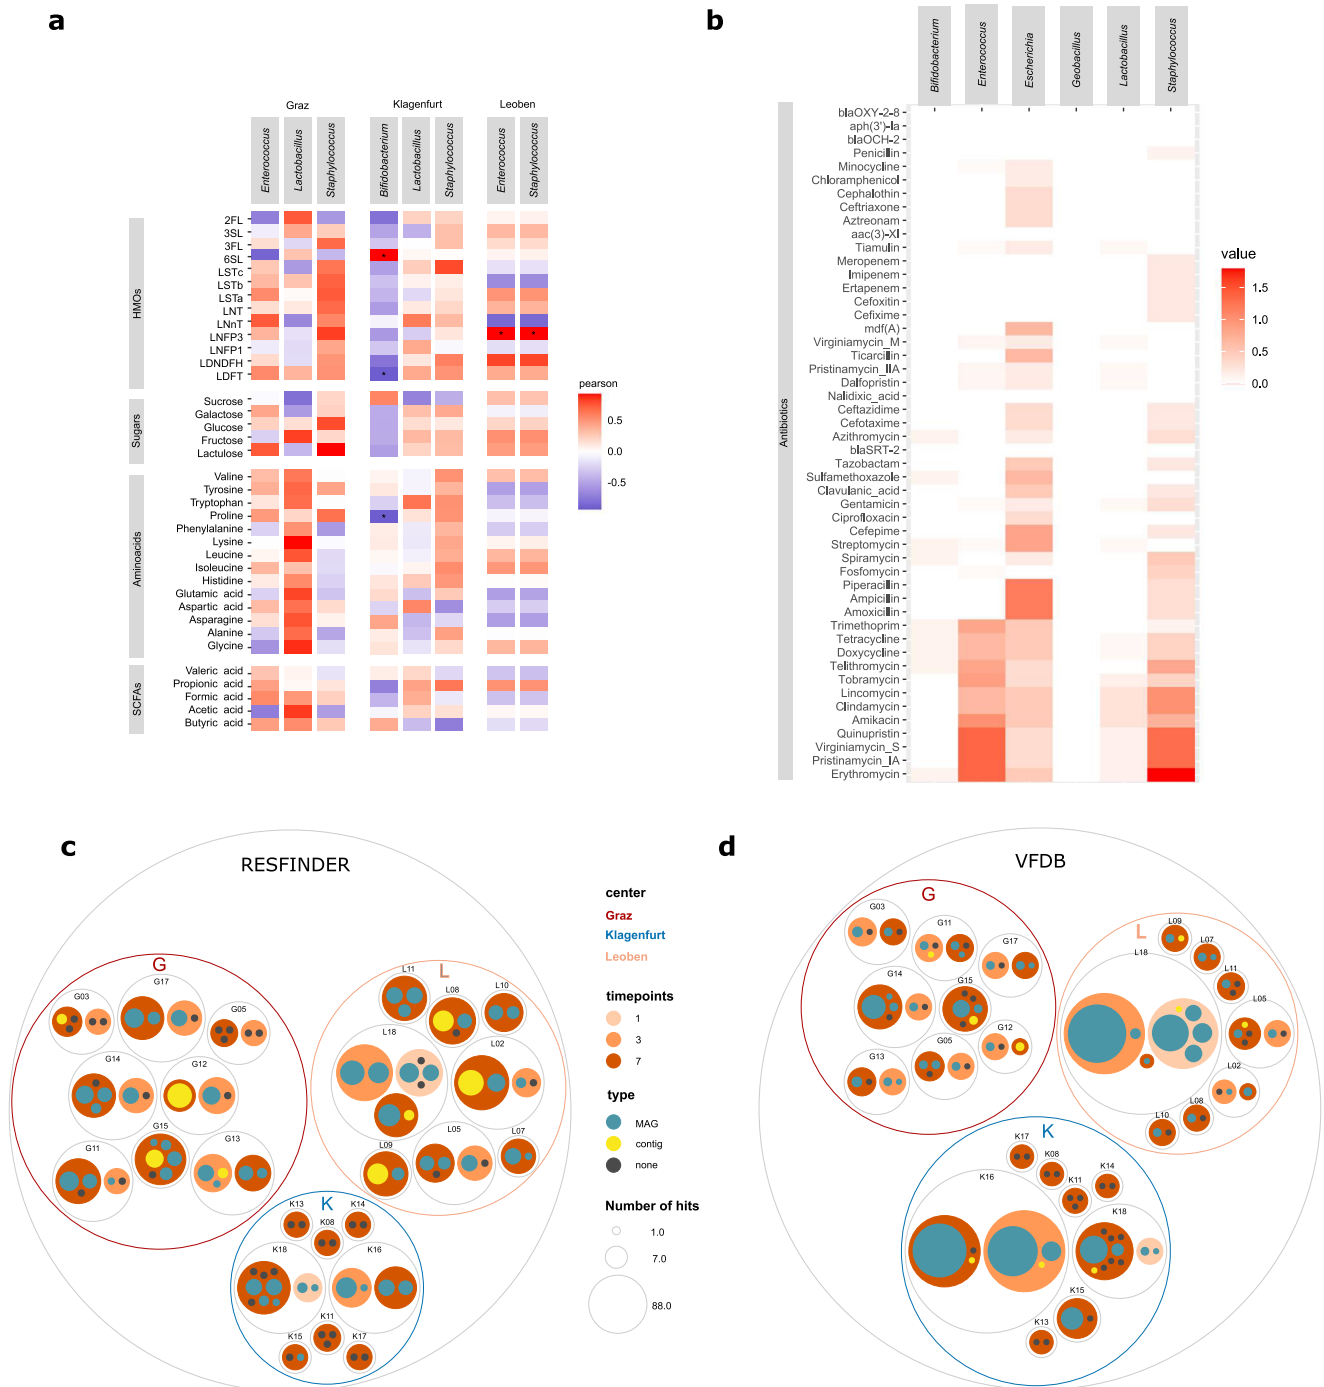 a
Graz
Klagenfurt
Leoben
Enterococcus
Lactobacillus
Staphylococcus
Bifidobacterium
Lactobacillus
Staphylococcus
Enterococcus
Staphylococcus
HMOs
2FL
3SL
3FL
6SL
LSTc
LSTb
LSTa
LNT
LNnT
LNFP3
LNFP1
LDNDFH
LDFT
Sugars
Sucrose
Galactose
Glucose
Fructose
Lactulose
Aminoacids
Valine
Tyrosine
Tryptophan
Proline
Phenylalanine
Lysine
Leucine
Isoleucine
Histidine
Glutamic acid
Aspartic acid
Asparagine
Alanine
Glycine
SCFAs
Valeric acid
Propionic acid
Formic acid
Acetic acid
Butyric acid
* * * * *
pearson
0.5
0.0
-0.5
b
Bifidobacterium
Enterococcus
Escherichia
Geobacillus
Lactobacillus
Staphylococcus
Antibiotics
blaOXY-2-8
aph(3')-Ia
blaOCH-2
Penicillin
Minocycline
Chloramphenicol
Cephalothin
Ceftriaxone
Aztreonam
aac(3)-XI
Tiamulin
Meropenem
Imipenem
Ertapenem
Cefoxitin
Cefixime
mdf(A)
Virginiamycin_M
Ticarcillin
Pristinamycin_IIA
Dalfopristin
Nalidixic_acid
Ceftazidime
Cefotaxime
Azithromycin
blaSRT-2
Tazobactam
Sulfamethoxazole
Clavulanic_acid
Gentamicin
Ciprofloxacin
Cefepime
Streptomycin
Spiramycin
Fosfomycin
Piperacillin
Ampicillin
Amoxicillin
Trimethoprim
Tetracycline
Doxycycline
Telithromycin
Tobramycin
Lincomycin
Clindamycin
Amikacin
Quinupristin
Virginiamycin_S
Pristinamycin_IA
Erythromycin
value
1.5
1.0
0.5
0.0
c
RESFINDER
G
G17
G03
G05
G14
G12
G15
G13
G11
L
L11
L08
L10
L18
L02
L05
L07
L09
K
K13
K08
K14
K18
K16
K15
K11
K17
center
Graz
Klagenfurt
Leoben
timepoints
1
3
7
type
MAG
contig
none
Number of hits
1.0
7.0
88.0
d
VFDB
G
G03
G11
G17
G14
G15
G12
G13
G05
L
L09
L07
L18
L11
L05
L02
L08
L10
K
K17
K08
K14
K16
K11
K18
K15
K13